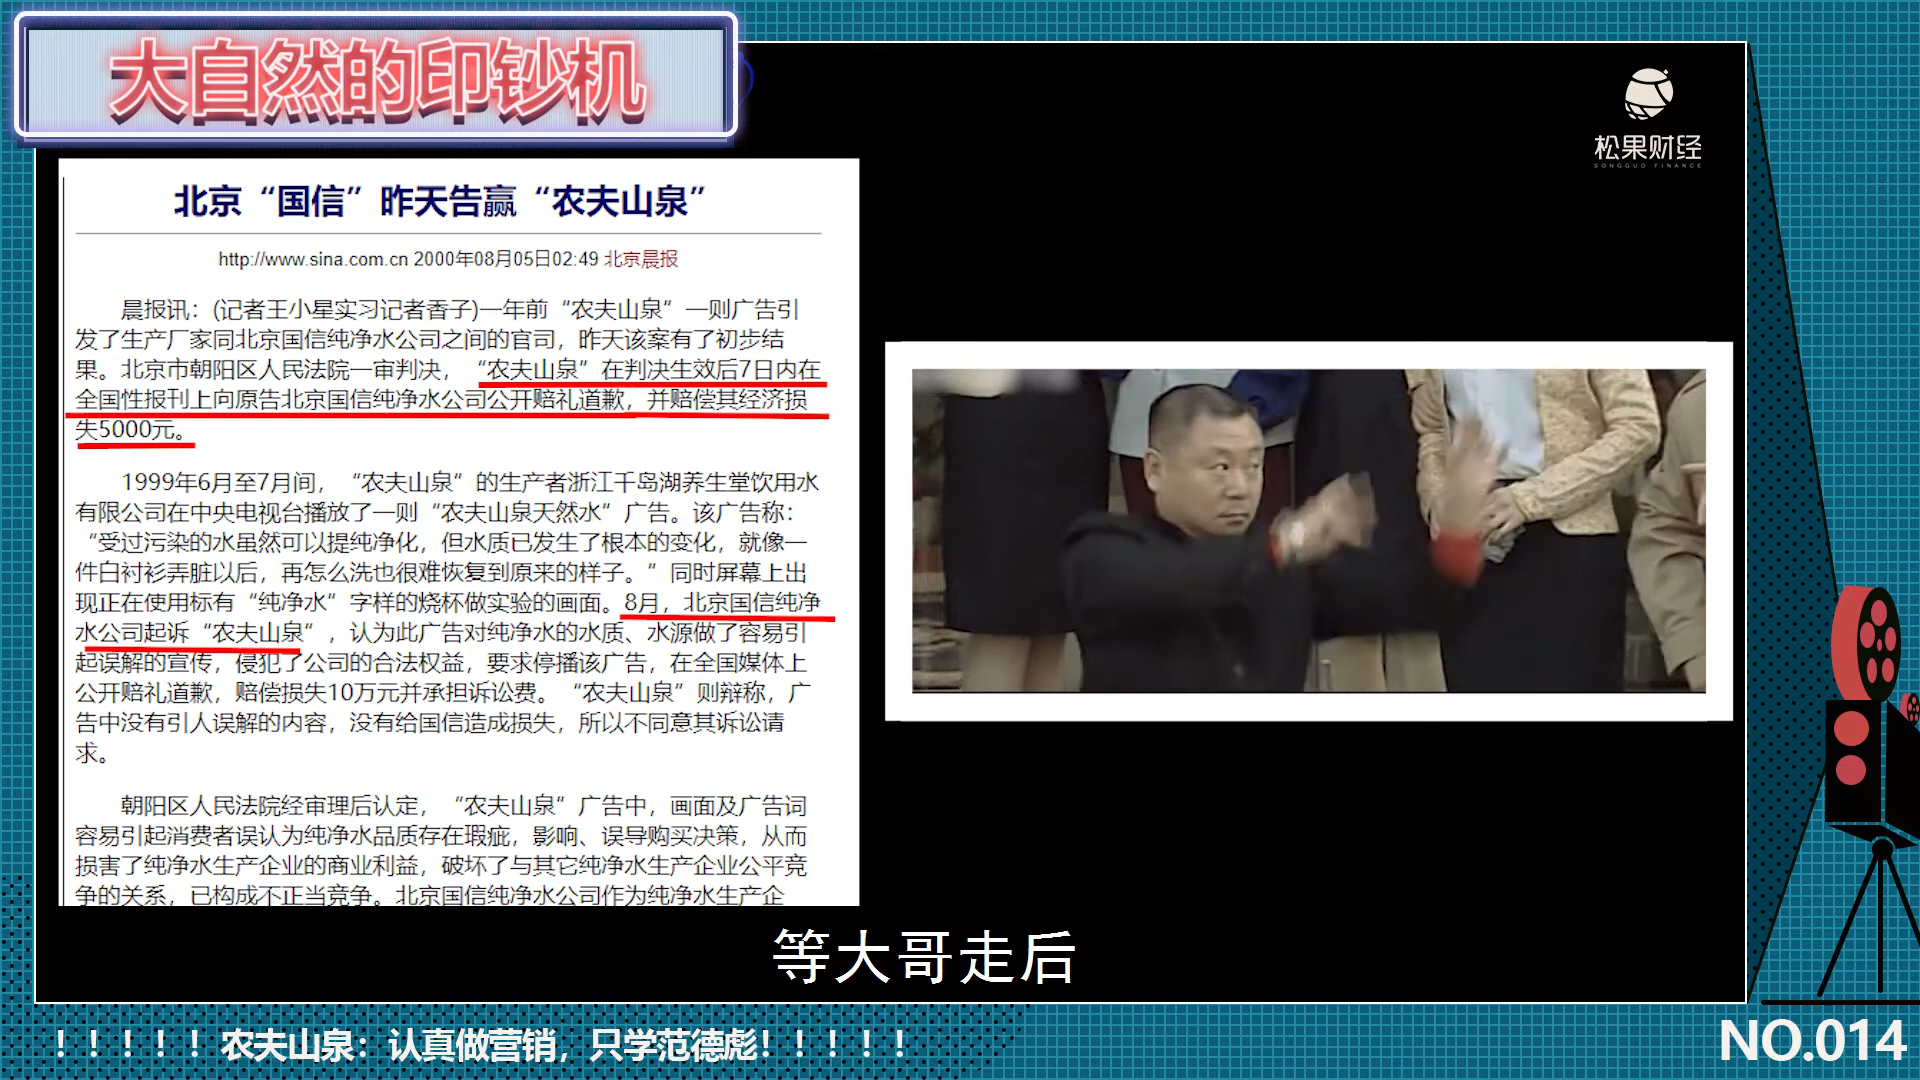 大自然的印钞机
松果财经
SONGGUO FINANCE
北京“国信”昨天告赢“农夫山泉”
http://www.sina.com.cn 2000年08月05日02:49 北京晨报
晨报讯：(记者王小星实习记者香子)一年前“农夫山泉”一则广告引
发了生产厂家同北京国信纯净水公司之间的官司，昨天该案有了初步结
果。北京市朝阳区人民法院一审判决，“农夫山泉”在判决生效后7日内在
全国性报刊上向原告北京国信纯净水公司公开赔礼道歉，并赔偿其经济损
失5000元。
1999年6月至7月间，“农夫山泉”的生产者浙江千岛湖养生堂饮用水
有限公司在中央电视台播放了一则“农夫山泉天然水”广告。该广告称：
“受过污染的水虽然可以提纯净化，但水质已发生了根本的变化，就像一
件白衬衫弄脏以后，再怎么洗也很难恢复到原来的样子。”同时屏幕上出
现正在使用标有“纯净水”字样的烧杯做实验的画面。8月，北京国信纯净
水公司起诉“农夫山泉”，认为此广告对纯净水的水质、水源做了容易引
起误解的宣传，侵犯了公司的合法权益，要求停播该广告，在全国媒体上
公开赔礼道歉，赔偿损失10万元并承担诉讼费。“农夫山泉”则辩称，广
告中没有引人误解的内容，没有给国信造成损失，所以不同意其诉讼请
求。
朝阳区人民法院经审理后认定，“农夫山泉”广告中，画面及广告词
容易引起消费者误认为纯净水品质存在瑕疵，影响、误导购买决策，从而
损害了纯净水生产企业的商业利益，破坏了与其它纯净水生产企业公平竞
争的关系，已构成不正当竞争。北京国信纯净水公司作为纯净水生产企
等大哥走后
！！！！！农夫山泉：认真做营销，只学范德彪！！！！！
NO.014